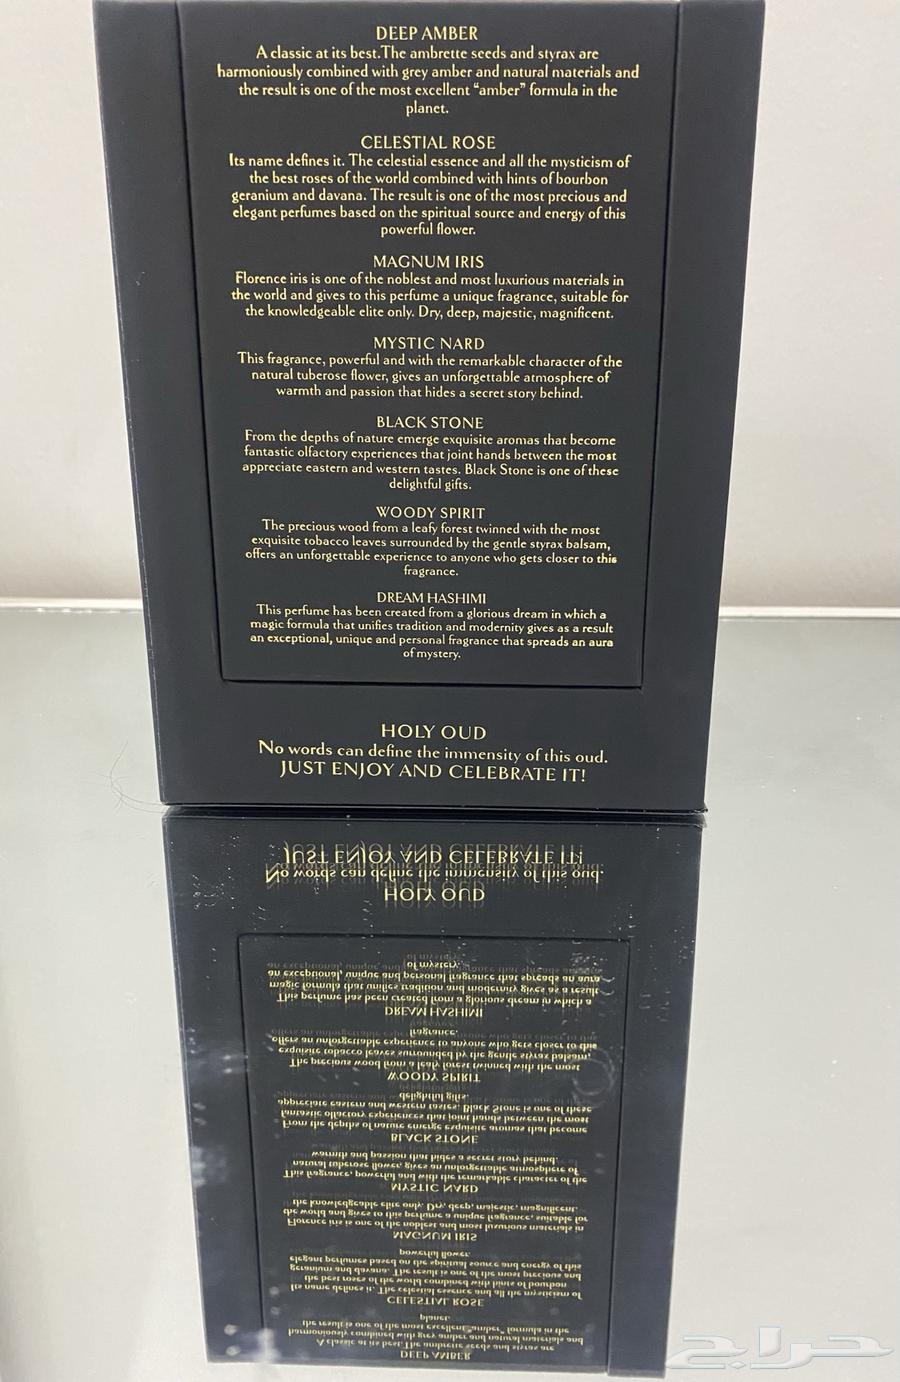 DEEP AMBER
A classic at its best.The ambrette seeds and styrax are
harmoniously combined with grey amber and natural materials and
the result is one of the most excellent “amber” formula in the
planet.
CELESTIAL ROSE
Its name defines it. The celestial essence and all the mysticism of
the best roses of the world combined with hints of bourbon
geranium and davana. The result is one of the most precious and
elegant perfumes based on the spiritual source and energy of this
powerful flower.
MAGNUM IRIS
Florence iris is one of the noblest and most luxurious materials in
the world and gives to this perfume a unique fragrance, suitable for
the knowledgeable elite only. Dry, deep, majestic, magnificent.
MYSTIC NARD
This fragrance, powerful and with the remarkable character of the
natural tuberose flower, gives an unforgettable atmosphere of
warmth and passion that hides a secret story behind.
BLACK STONE
From the depths of nature emerge exquisite aromas that become
fantastic olfactory experiences that joint hands between the most
appreciate eastern and western tastes. Black Stone is one of these
delightful gifts.
WOODY SPIRIT
The precious wood from a leafy forest twinned with the most
exquisite tobacco leaves surrounded by the gentle styrax balsam,
offers an unforgettable experience to anyone who gets closer to this
fragrance.
DREAM HASHIMI
This perfume has been created from a glorious dream in which a
magic formula that unifies tradition and modernity gives as a result
an exceptional, unique and personal fragrance that spreads an aura
of mystery.
HOLY OUD
No words can define the immensity of this oud.
JUST ENJOY AND CELEBRATE IT!
حراج